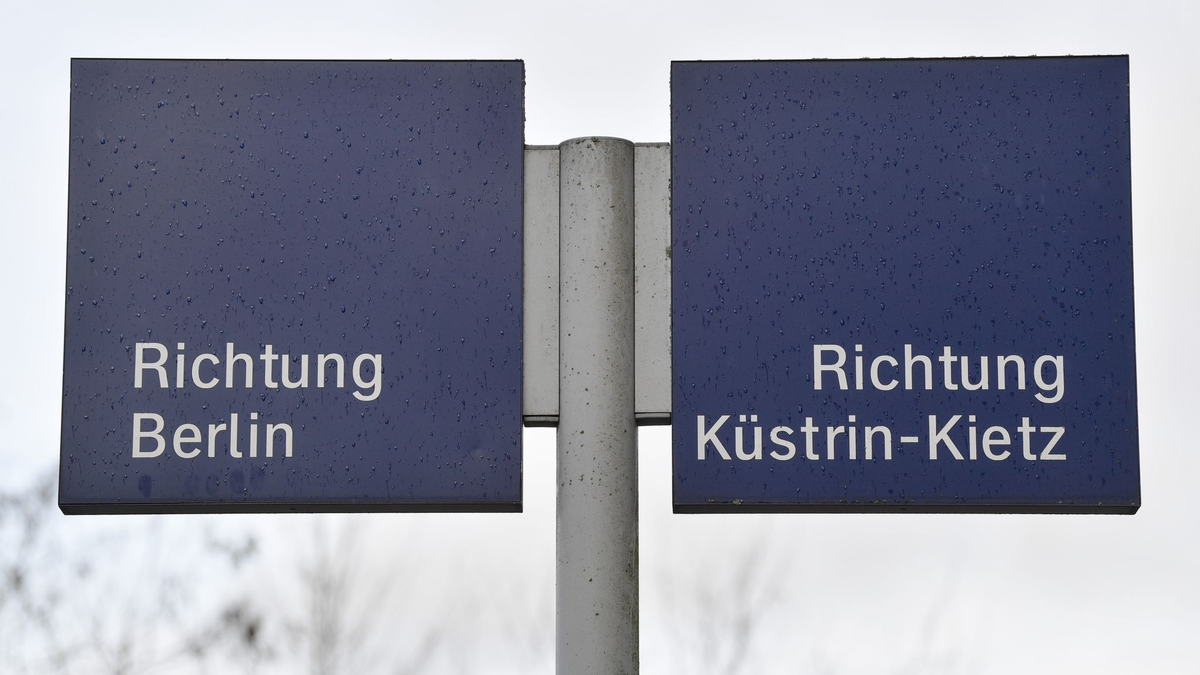 Richtung
Berlin
Richtung
Küstrin-Kietz